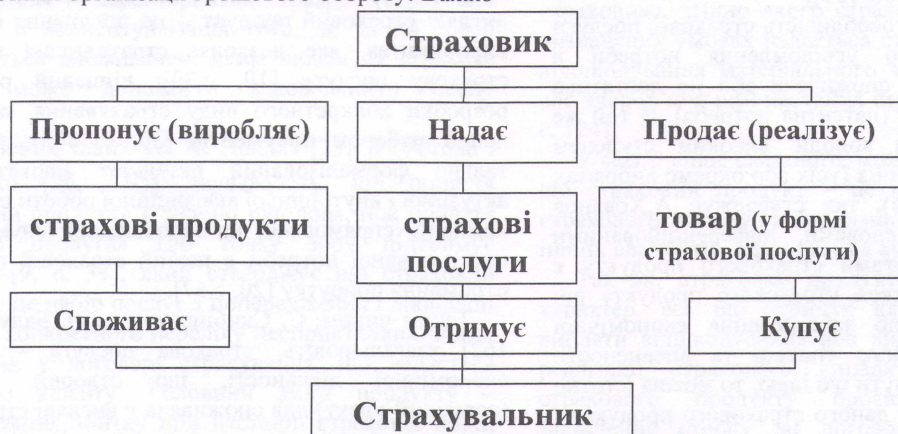 Страховик
Пропонує (виробляє)
Надає
Продає (реалізує)
страхові продукти
страхові
послуги
товар (у формі
страхової послуги)
Споживає
Отримує
Купує
Страхувальник